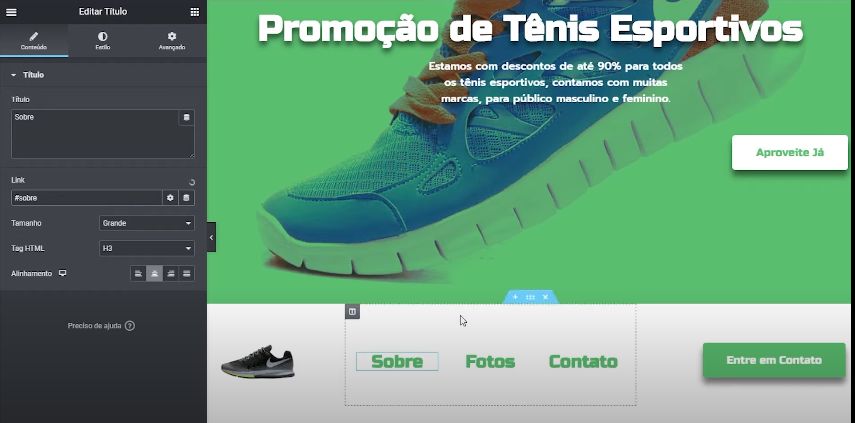 Editar Título
Conteúdo
Estilo
Avançado
Título
Título
Sobre
Link
#sobre
Tamanho
Grande
Tag HTML
H3
Alinhamento
Preciso de ajuda
Promoção de Tênis Esportivos
Estamos com descontos de até 90% para todos
os tênis esportivos, contamos com muitas
marcas, para público masculino e feminino.
Aproveite Já
Sobre
Fotos
Contato
Entre em Contato